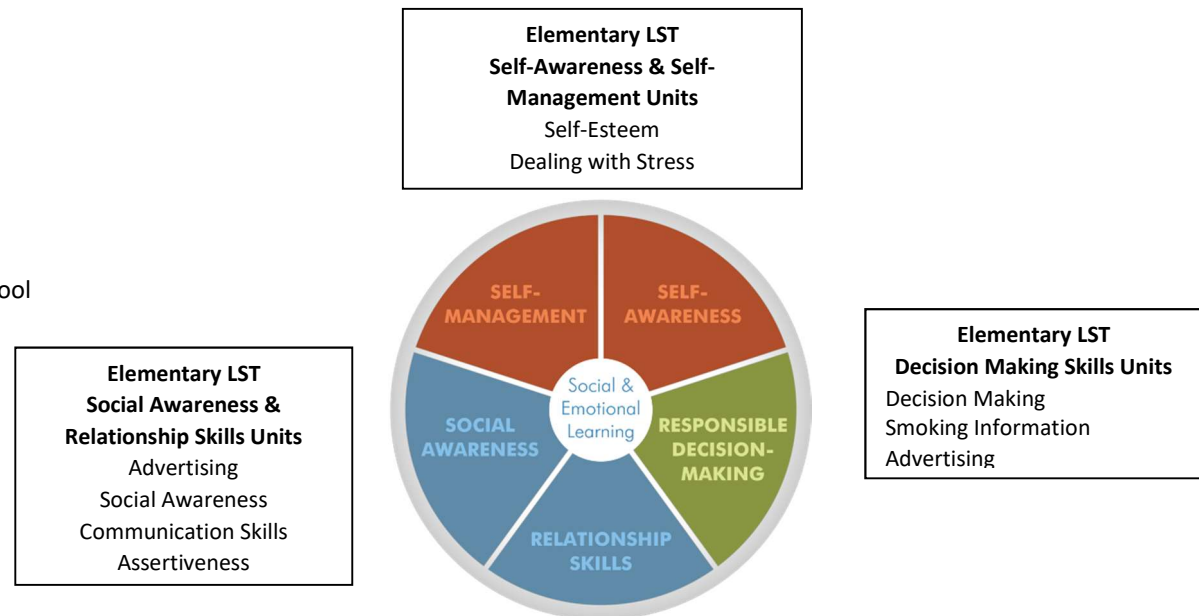 Elementary LST
Self-Awareness & Self-
Management Units
Self-Esteem
Dealing with Stress
ool
Elementary LST
Social Awareness &
Relationship Skills Units
Advertising
Social Awareness
Communication Skills
Assertiveness
SELF-
MANAGEMENT
SELF-
AWARENESS
SOCIAL
AWARENESS
Social &
Emotional
Learning
RESPONSIBLE
DECISION-
MAKING
RELATIONSHIP
SKILLS
Elementary LST
Decision Making Skills Units
Decision Making
Smoking Information
Advertising